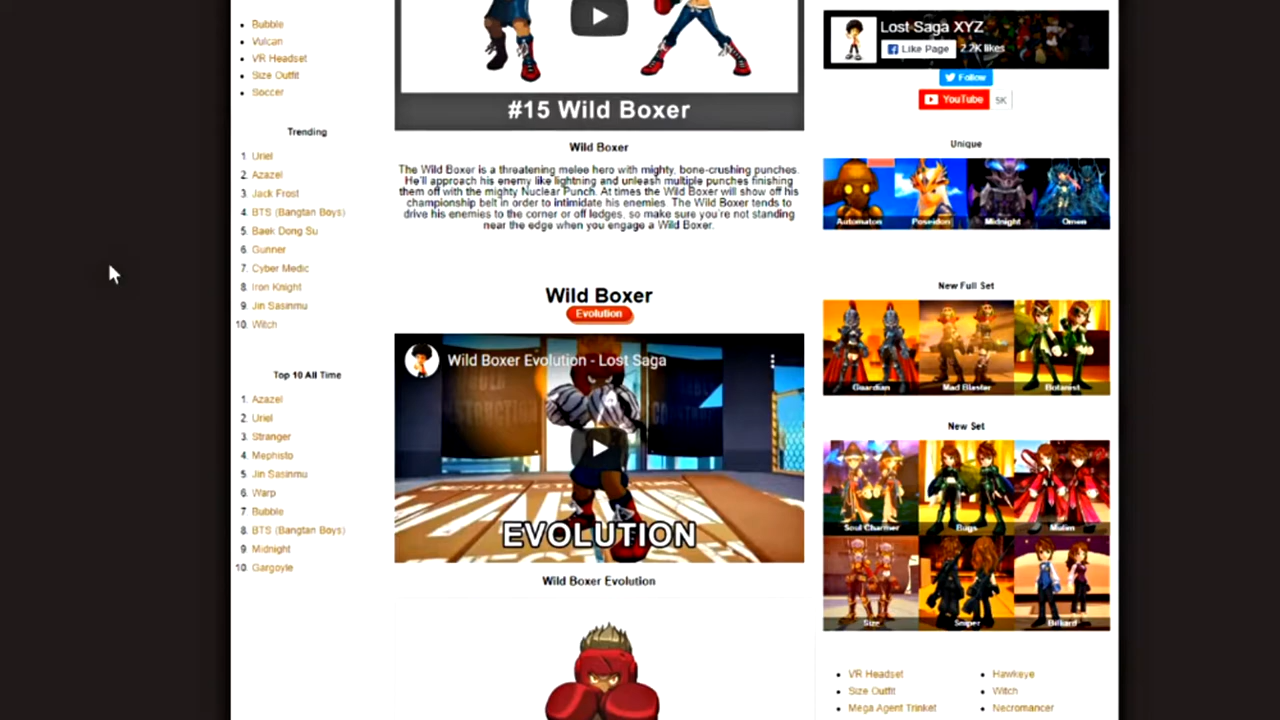 Bubble
Vulcan
VR Headset
Size Outfit
Soccer
Trending
1. Uriel
2. Azazel
3. Jack Frost
4. BTS (Bangtan Boys)
5. Baek Dong Su
6. Gunner
7. Cyber Medic
8. Iron Knight
9. Jin Sasinmu
10. Witch
Top 10 All Time
1. Azazel
2. Uriel
3. Stranger
4. Mephisto
5. Jin Sasinmu
6. Warp
7. Bubble
8. BTS (Bangtan Boys)
9. Midnight
10. Gargoyle
#15 Wild Boxer
Wild Boxer
The Wild Boxer is a threatening melee hero with mighty, bone-crushing punches.
He'll approach his enemy like lightning and unleash multiple punches finishing
them off with the mighty Nuclear Punch. At times the Wild Boxer will show off his
championship belt in order to intimidate his enemies. The Wild Boxer tends to
drive his enemies to the corner or off ledges, so make sure you're not standing
near the edge when you engage a Wild Boxer.
Wild Boxer
Evolution
Wild Boxer Evolution - Lost Saga
EVOLUTION
Wild Boxer Evolution
Lost Saga XYZ
Like Page 2.2K likes
Follow
YouTube 5K
Unique
Automaton Poseidon Midnight Omen
New Full Set
Guardian Mad Blaster Botanist
New Set
Soul Charmer Bugs Mulim
Size Sniper Billiard
VR Headset
Size Outfit
Mega Agent Trinket
Hawkeye
Witch
Necromancer